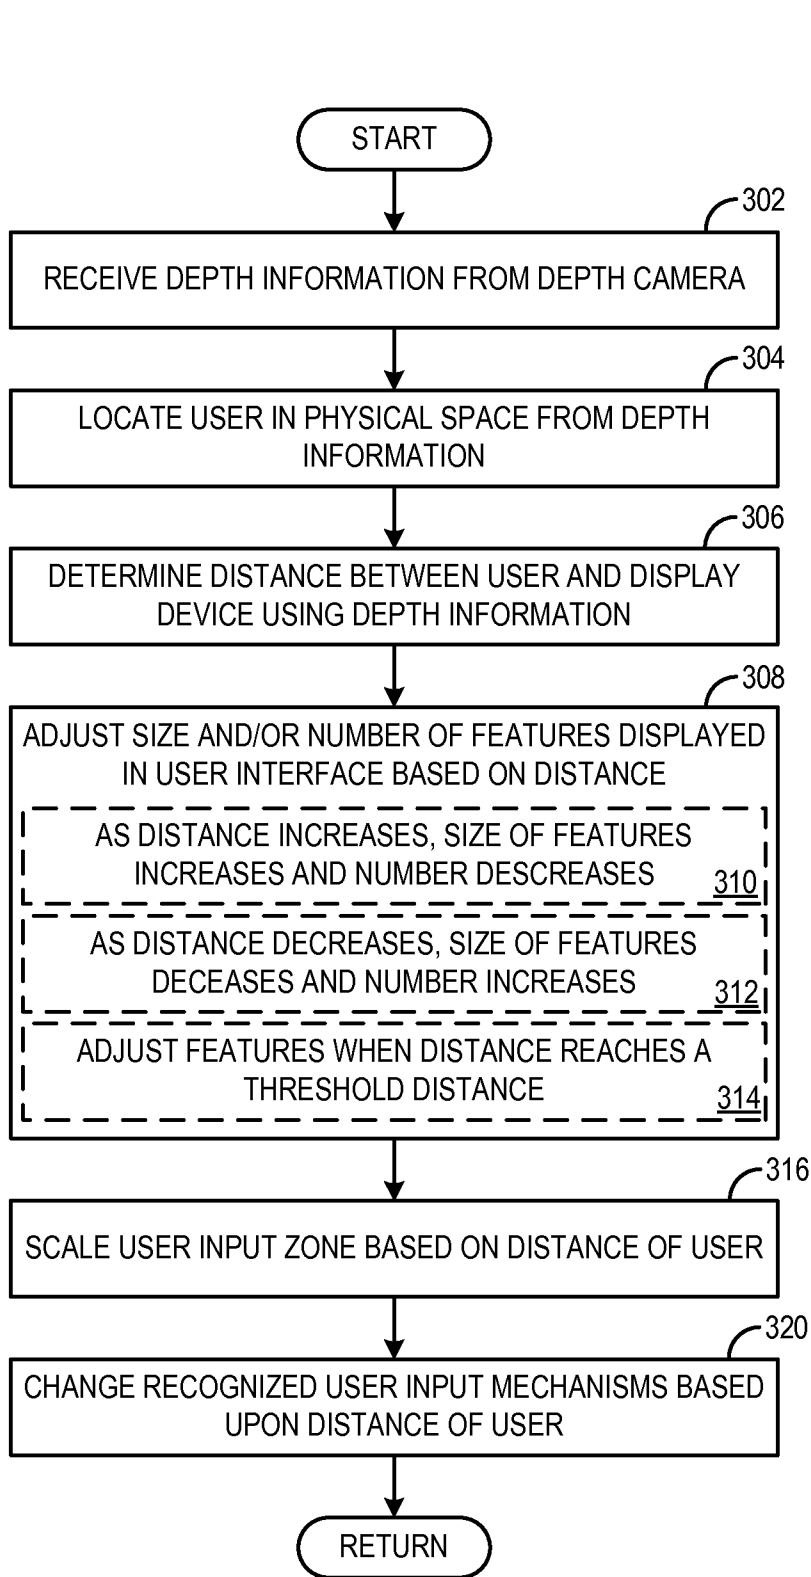 START
302
RECEIVE DEPTH INFORMATION FROM DEPTH CAMERA
304
LOCATE USER IN PHYSICAL SPACE FROM DEPTH
INFORMATION
306
DETERMINE DISTANCE BETWEEN USER AND DISPLAY
DEVICE USING DEPTH INFORMATION
308
ADJUST SIZE AND/OR NUMBER OF FEATURES DISPLAYED
IN USER INTERFACE BASED ON DISTANCE
AS DISTANCE INCREASES, SIZE OF FEATURES
INCREASES AND NUMBER DESCREASES
310
AS DISTANCE DECREASES, SIZE OF FEATURES
DECEASES AND NUMBER INCREASES
312
ADJUST FEATURES WHEN DISTANCE REACHES A
THRESHOLD DISTANCE
314
316
SCALE USER INPUT ZONE BASED ON DISTANCE OF USER
320
CHANGE RECOGNIZED USER INPUT MECHANISMS BASED
UPON DISTANCE OF USER
RETURN